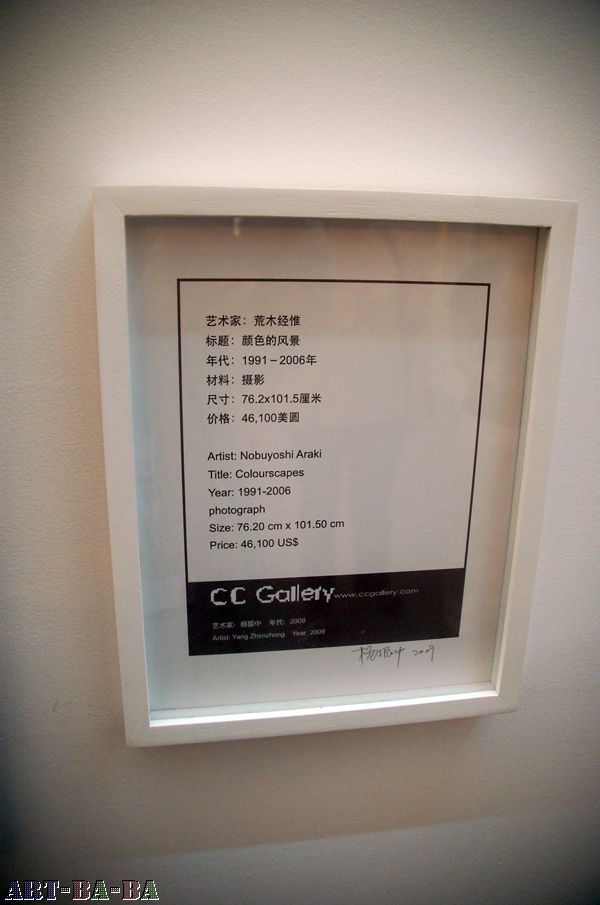 艺术家：荒木经惟
标题：颜色的风景
年代：1991－2006年
材料：摄影
尺寸：76.2x101.5厘米
价格：46,100美圆
Artist: Nobuyoshi Araki
Title: Colourscapes
Year: 1991-2006
photograph
Size: 76.20 cm x 101.50 cm
Price: 46,100 US$
CC Gallery www.ccgallery.com
艺术家：杨振中 年代：2009
Artist: Yang Zhenzhong Year: 2009
杨振中 2009
ART-BA-BA